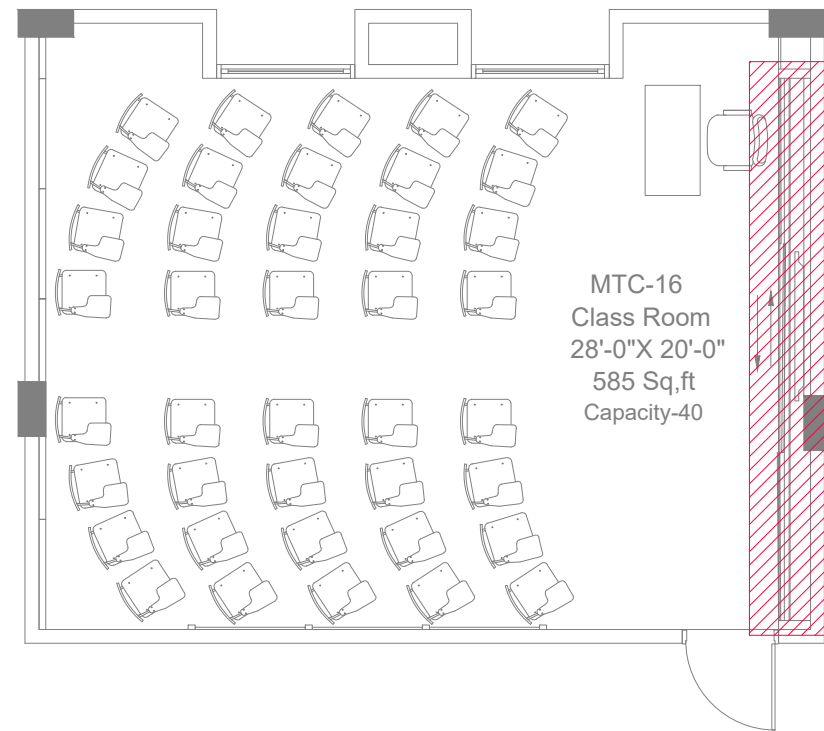 MTC-16
Class Room
28'-0"X 20'-0"
585 Sq,ft
Capacity-40